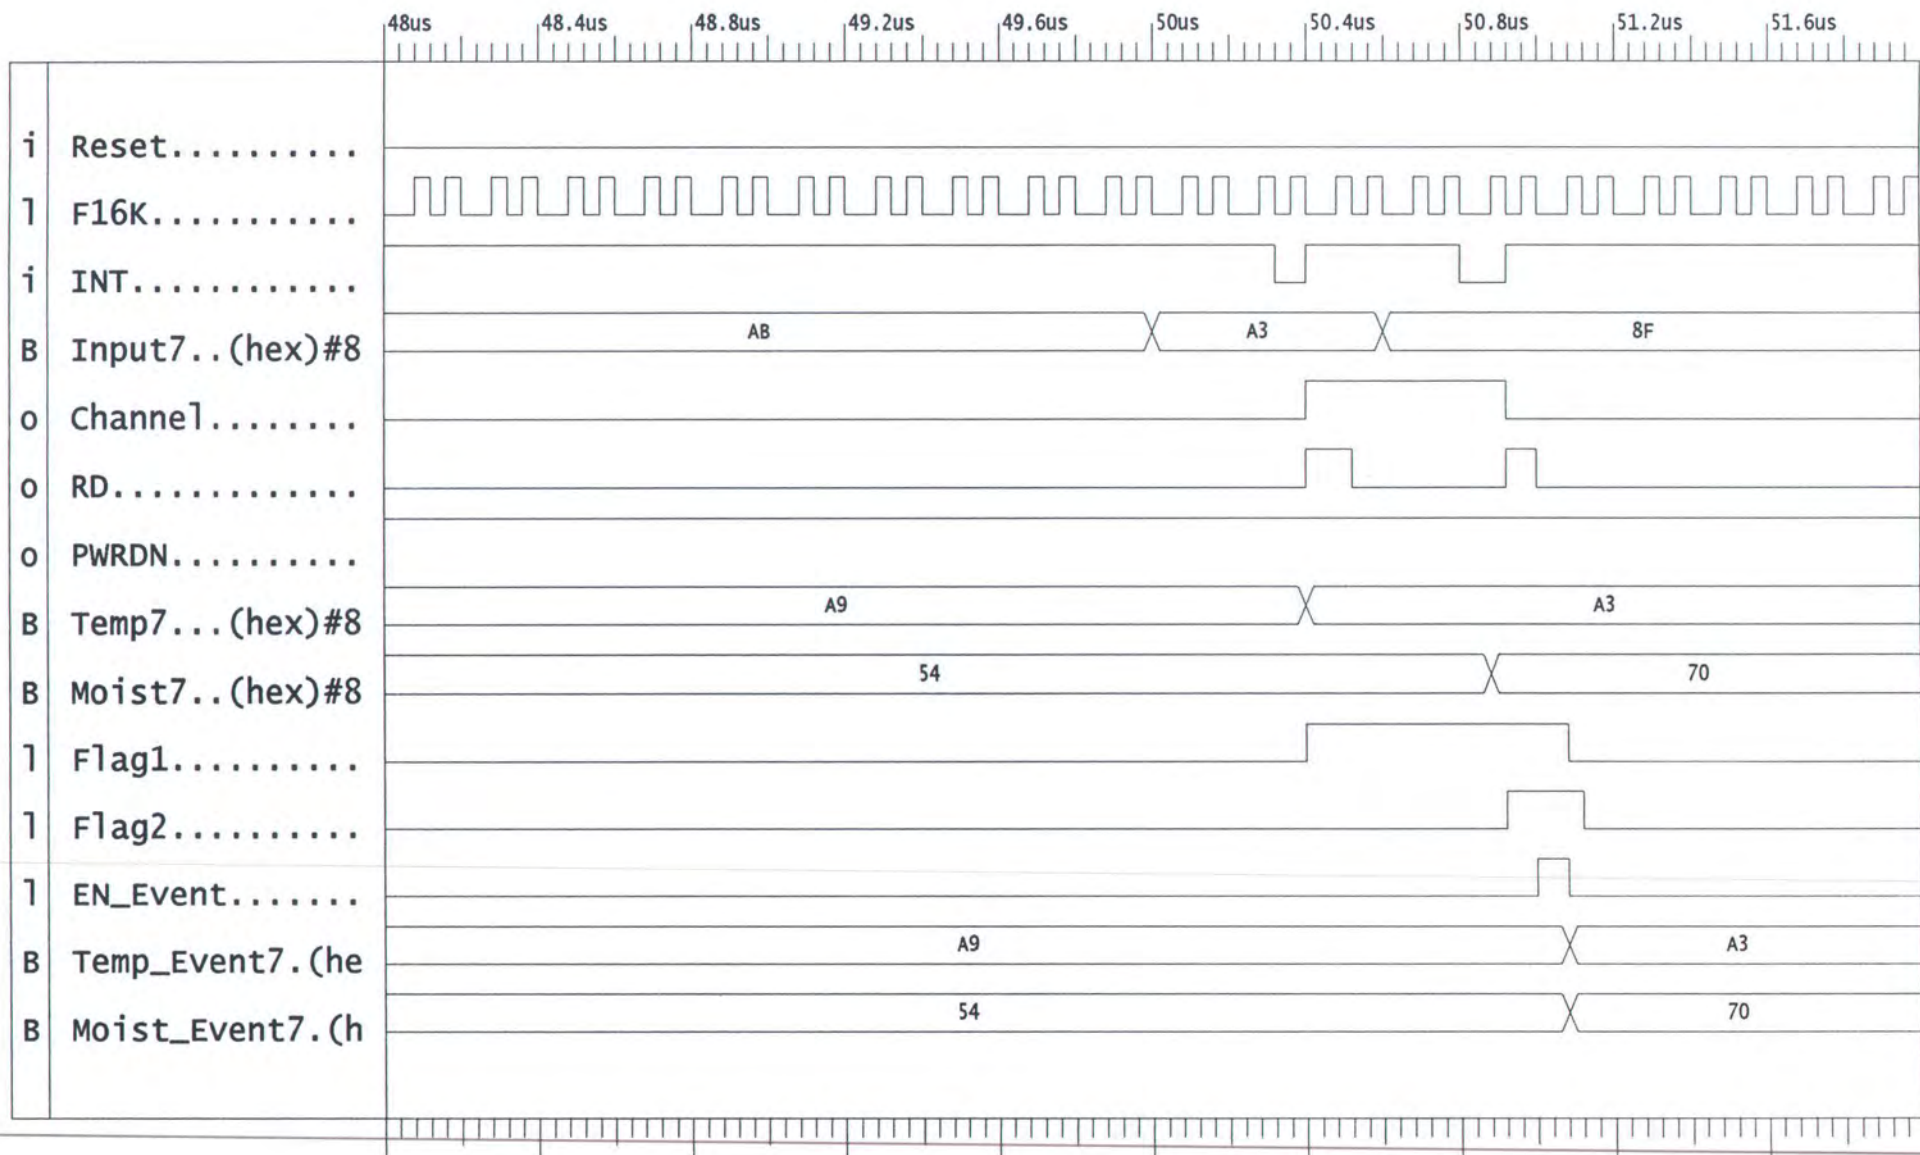 48us 48.4us 48.8us 49.2us 49.6us 50us 50.4us 50.8us 51.2us 51.6us
i Reset..........
l F16K...........
i INT............
B Input7..(hex)#8 AB A3 8F
o Channel........
o RD.............
o PWRDN..........
B Temp7...(hex)#8 A9 A3
B Moist7..(hex)#8 54 70
l Flag1..........
l Flag2..........
l EN_Event.......
B Temp_Event7.(he A9 A3
B Moist_Event7.(h 54 70